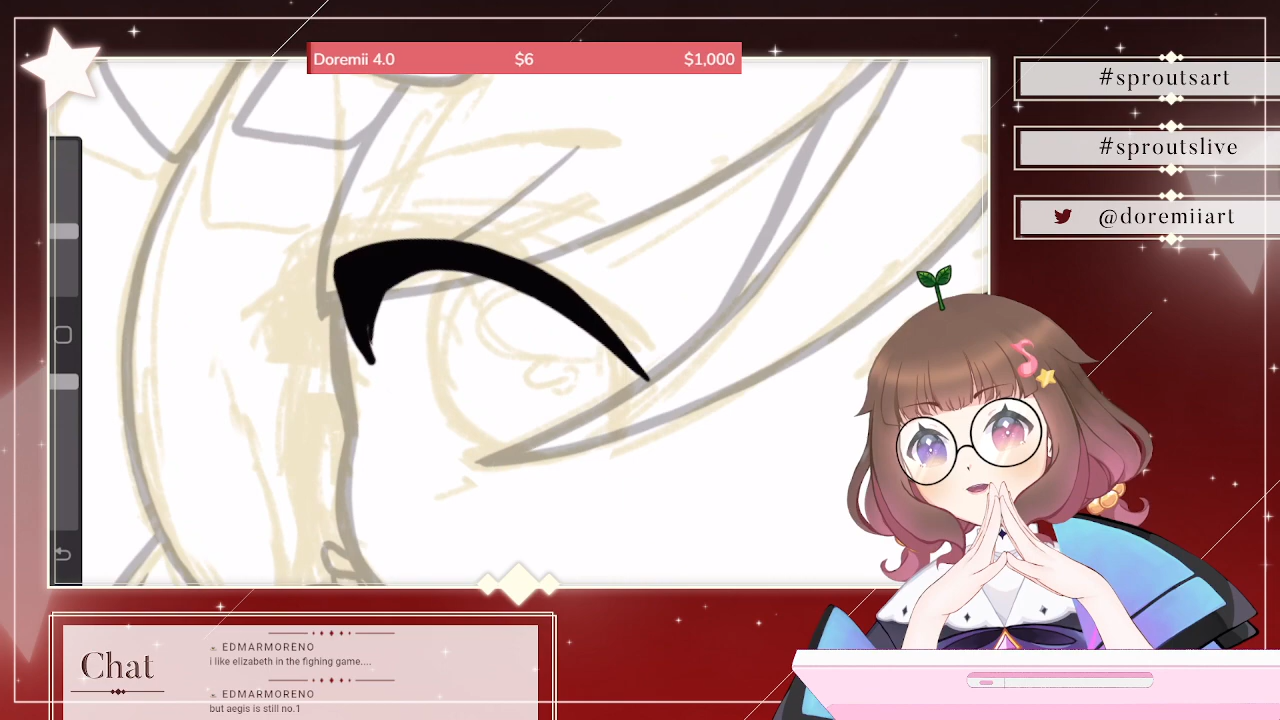 Doremii 4.0 $6 $1,000
#sproutsart
#sproutslive
@doremiiart
Chat
EDMARMORENO
i like elizabeth in the fighing game....
EDMARMORENO
but aegis is still no.1